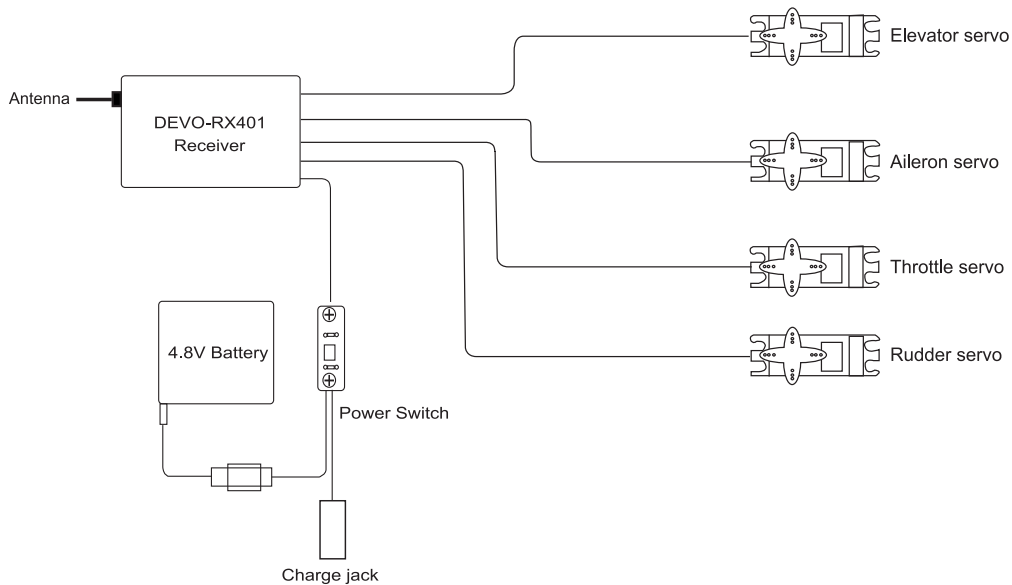 Elevator servo
Antenna
DEVO-RX401
Receiver
Aileron servo
Throttle servo
4.8V Battery
Rudder servo
Power Switch
Charge jack